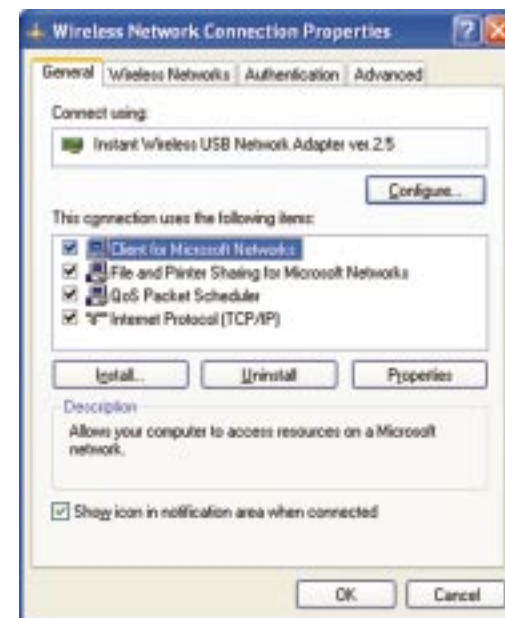 Wireless Network Connection Properties
General Wireless Networks Authentication Advanced
Connect using:
Instant Wireless USB Network Adapter ver.2.5
Configure...
This connection uses the following items:
Client for Microsoft Networks
File and Printer Sharing for Microsoft Networks
QoS Packet Scheduler
Internet Protocol (TCP/IP)
Install... Uninstall Properties
Description
Allows your computer to access resources on a Microsoft
network.
Show icon in notification area when connected
OK Cancel